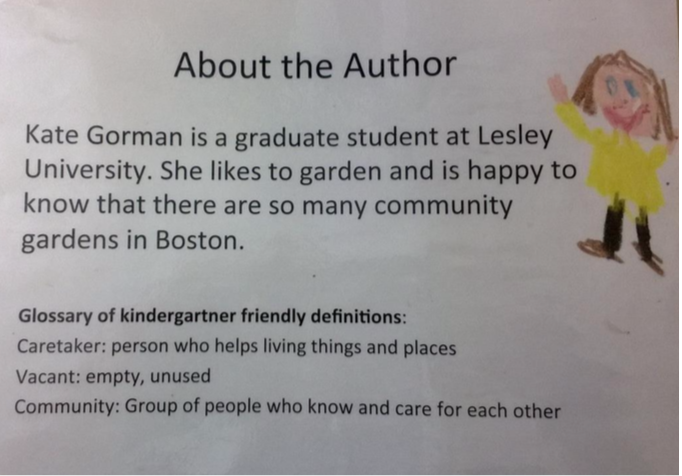 About the Author
Kate Gorman is a graduate student at Lesley
University. She likes to garden and is happy to
know that there are so many community
gardens in Boston.
Glossary of kindergartner friendly definitions:
Caretaker: person who helps living things and places
Vacant: empty, unused
Community: Group of people who know and care for each other